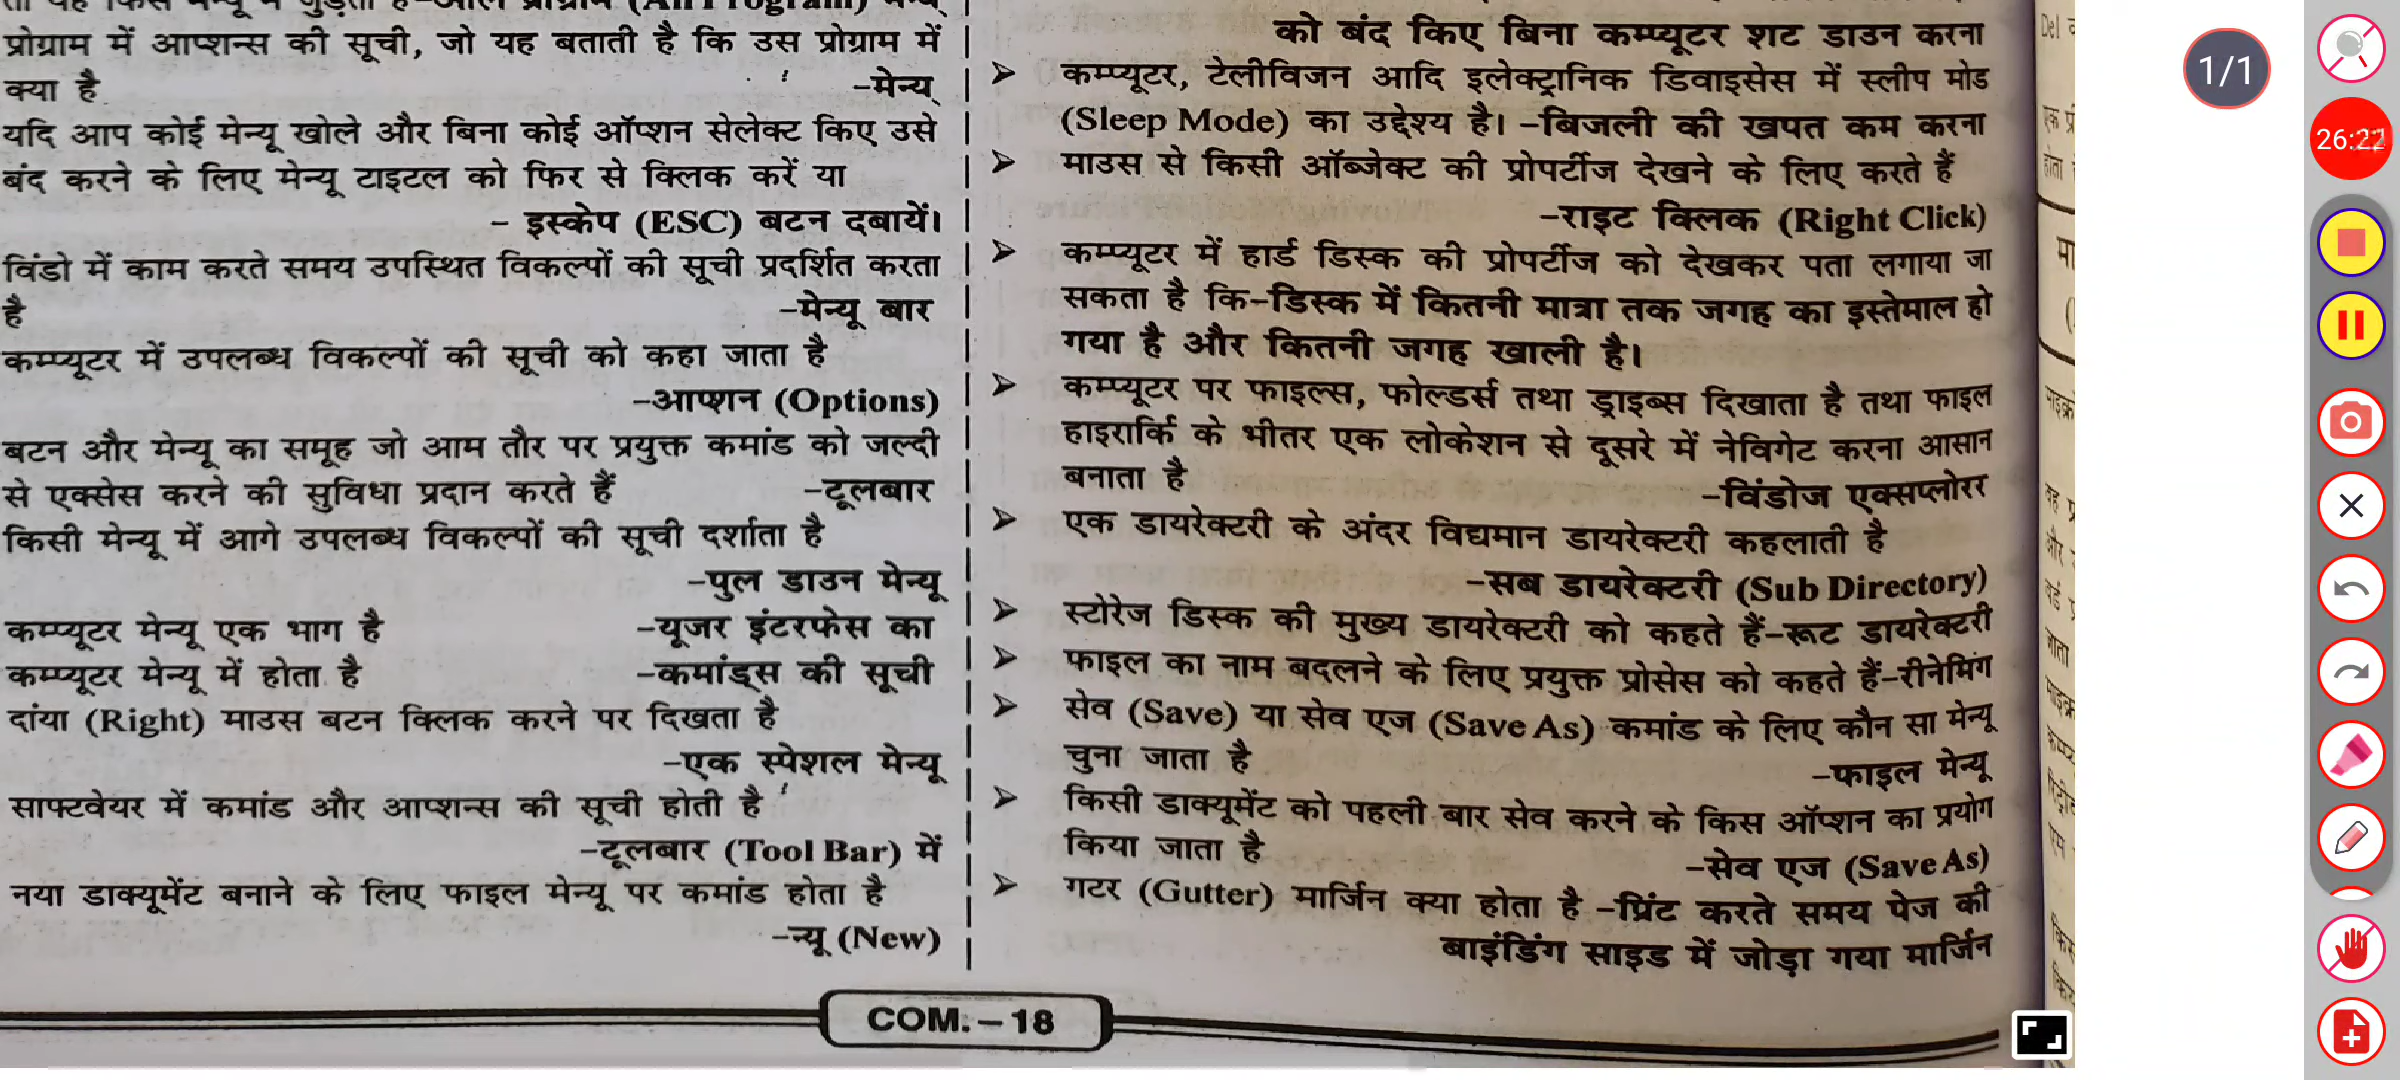 प्रोग्राम में आप्शन्स की सूची, जो यह बताती है कि उस प्रोग्राम में
क्या है -मेन्यू
यदि आप कोई मेन्यू खोले और बिना कोई ऑप्शन सेलेक्ट किए उसे
बंद करने के लिए मेन्यू टाइटल को फिर से क्लिक करें या
- इस्केप (ESC) बटन दबायें।
विंडो में काम करते समय उपस्थित विकल्पों की सूची प्रदर्शित करता
है -मेन्यू बार
कम्प्यूटर में उपलब्ध विकल्पों की सूची को कहा जाता है
-आप्शन (Options)
बटन और मेन्यू का समूह जो आम तौर पर प्रयुक्त कमांड को जल्दी
से एक्सेस करने की सुविधा प्रदान करते हैं -टूलबार
किसी मेन्यू में आगे उपलब्ध विकल्पों की सूची दर्शाता है
-पुल डाउन मेन्यू
कम्प्यूटर मेन्यू एक भाग है -यूजर इंटरफेस का
कम्प्यूटर मेन्यू में होता है -कमांड्स की सूची
दांया (Right) माउस बटन क्लिक करने पर दिखता है
-एक स्पेशल मेन्यू
साफ्टवेयर में कमांड और आप्शन्स की सूची होती है
-टूलबार (Tool Bar) में
नया डाक्यूमेंट बनाने के लिए फाइल मेन्यू पर कमांड होता है
-न्यू (New)
को बंद किए बिना कम्प्यूटर शट डाउन करना
➢ कम्प्यूटर, टेलीविजन आदि इलेक्ट्रानिक डिवाइसेस में स्लीप मोड
(Sleep Mode) का उद्देश्य है। -बिजली की खपत कम करना
➢ माउस से किसी ऑब्जेक्ट की प्रोपर्टीज देखने के लिए करते हैं
-राइट क्लिक (Right Click)
➢ कम्प्यूटर में हार्ड डिस्क की प्रोपर्टीज को देखकर पता लगाया जा
सकता है कि-डिस्क में कितनी मात्रा तक जगह का इस्तेमाल हो
गया है और कितनी जगह खाली है।
➢ कम्प्यूटर पर फाइल्स, फोल्डर्स तथा ड्राइब्स दिखाता है तथा फाइल
हाइरार्कि के भीतर एक लोकेशन से दूसरे में नेविगेट करना आसान
बनाता है -विंडोज एक्सप्लोरर
➢ एक डायरेक्टरी के अंदर विद्यमान डायरेक्टरी कहलाती है
-सब डायरेक्टरी (Sub Directory)
➢ स्टोरेज डिस्क की मुख्य डायरेक्टरी को कहते हैं-रूट डायरेक्टरी
➢ फाइल का नाम बदलने के लिए प्रयुक्त प्रोसेस को कहते हैं-रीनेमिंग
➢ सेव (Save) या सेव एज (Save As) कमांड के लिए कौन सा मेन्यू
चुना जाता है -फाइल मेन्यू
➢ किसी डाक्यूमेंट को पहली बार सेव करने के किस ऑप्शन का प्रयोग
किया जाता है -सेव एज (Save As)
➢ गटर (Gutter) मार्जिन क्या होता है -प्रिंट करते समय पेज की
बाइंडिंग साइड में जोड़ा गया मार्जिन
COM. – 18
1/1